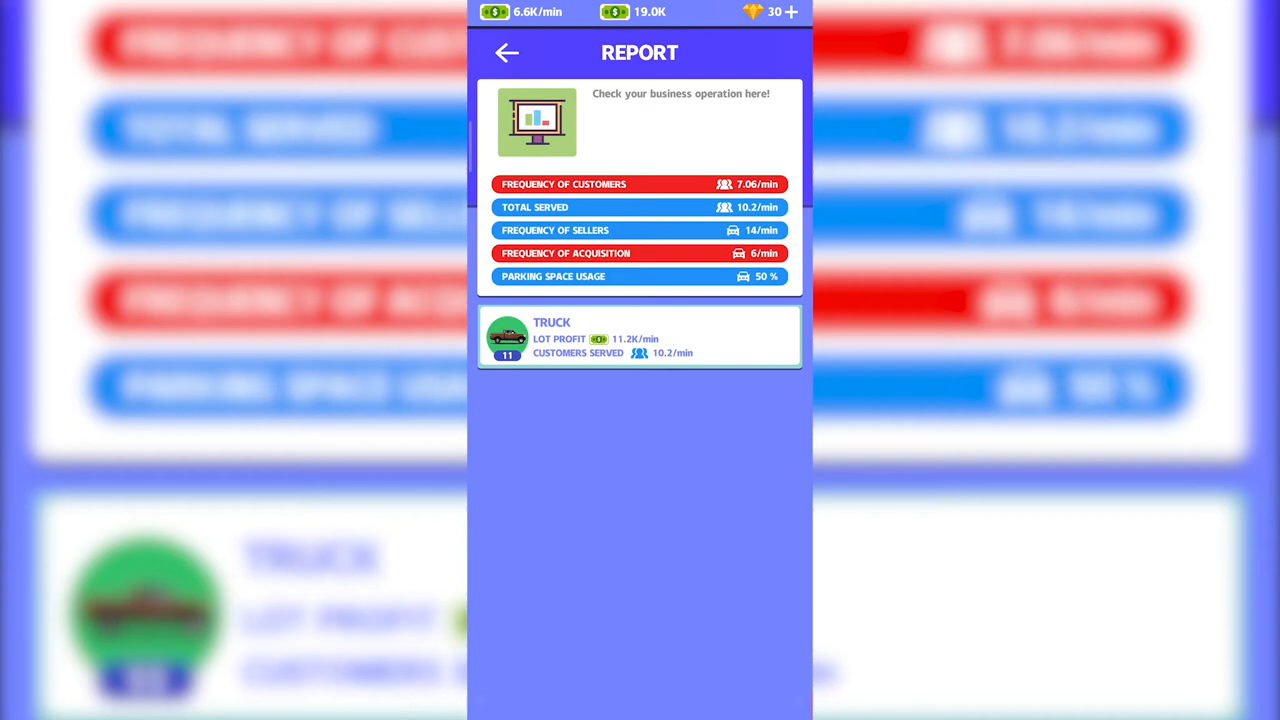 6.6K/min 19.0K 30 +
REPORT
Check your business operation here!
FREQUENCY OF CUSTOMERS 7.06/min
TOTAL SERVED 10.2/min
FREQUENCY OF SELLERS 14/min
FREQUENCY OF ACQUISITION 6/min
PARKING SPACE USAGE 50 %
TRUCK
LOT PROFIT 11.2K/min
11
CUSTOMERS SERVED 10.2/min